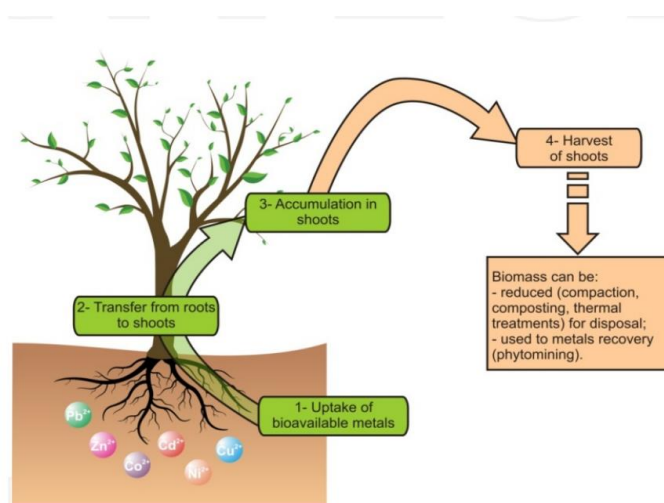 4- Harvest
of shoots
3- Accumulation in
shoots
Biomass can be:
- reduced (compaction,
composting, thermal
treatments) for disposal;
- used to metals recovery
(phytomining).
2- Transfer from roots
to shoots
1- Uptake of
bioavailable metals
Pb²⁺
Zn²⁺
Cd²⁺
Cu²⁺
Co²⁺
Ni²⁺